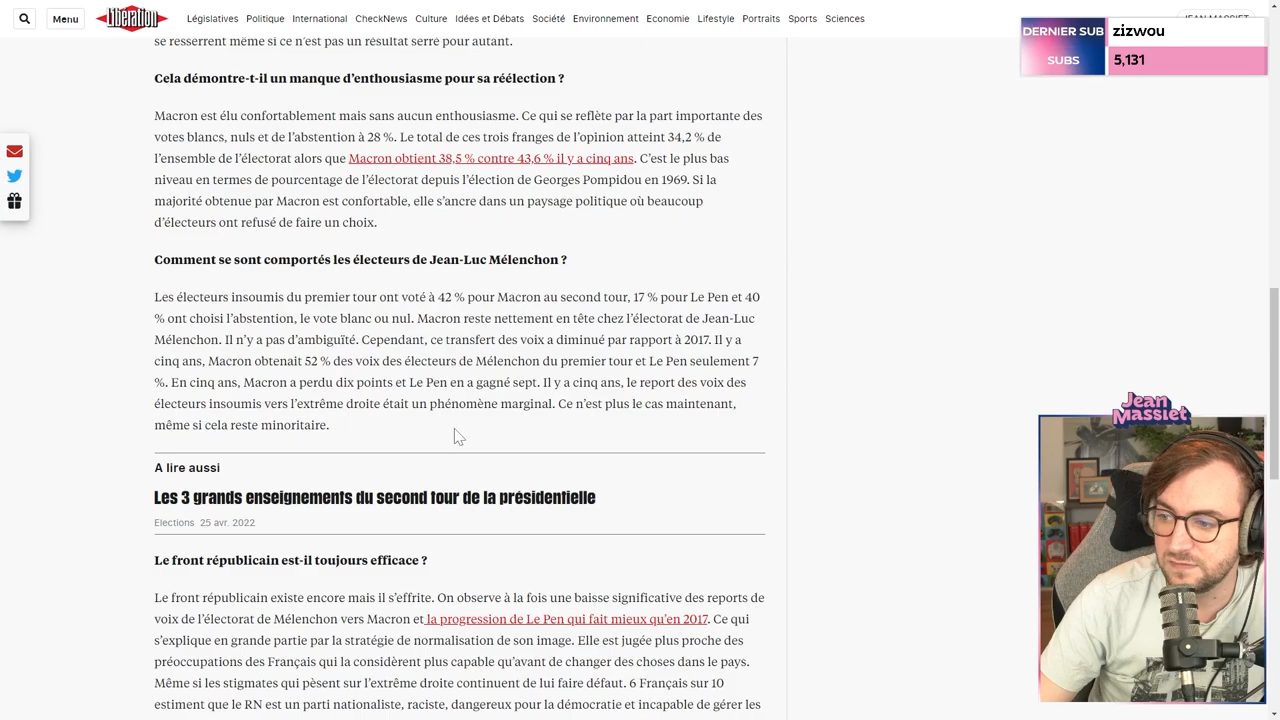 Menu
Libération
Législatives Politique International CheckNews Culture Idées et Débats Société Environnement Economie Lifestyle Portraits Sports Sciences
JEAN MASSIET
DERNIER SUB
zizwou
SUBS
5,131
se resserrent même si ce n’est pas un résultat serré pour autant.
Cela démontre-t-il un manque d’enthousiasme pour sa réélection ?
Macron est élu confortablement mais sans aucun enthousiasme. Ce qui se reflète par la part importante des
votes blancs, nuls et de l’abstention à 28 %. Le total de ces trois franges de l’opinion atteint 34,2 % de
l’ensemble de l’électorat alors que Macron obtient 38,5 % contre 43,6 % il y a cinq ans. C’est le plus bas
niveau en termes de pourcentage de l’électorat depuis l’élection de Georges Pompidou en 1969. Si la
majorité obtenue par Macron est confortable, elle s’ancre dans un paysage politique où beaucoup
d’électeurs ont refusé de faire un choix.
Comment se sont comportés les électeurs de Jean-Luc Mélenchon ?
Les électeurs insoumis du premier tour ont voté à 42 % pour Macron au second tour, 17 % pour Le Pen et 40
% ont choisi l’abstention, le vote blanc ou nul. Macron reste nettement en tête chez l’électorat de Jean-Luc
Mélenchon. Il n’y a pas d’ambiguïté. Cependant, ce transfert des voix a diminué par rapport à 2017. Il y a
cinq ans, Macron obtenait 52 % des voix des électeurs de Mélenchon du premier tour et Le Pen seulement 7
%. En cinq ans, Macron a perdu dix points et Le Pen en a gagné sept. Il y a cinq ans, le report des voix des
électeurs insoumis vers l’extrême droite était un phénomène marginal. Ce n’est plus le cas maintenant,
même si cela reste minoritaire.
A lire aussi
Les 3 grands enseignements du second tour de la présidentielle
Elections 25 avr. 2022
Le front républicain est-il toujours efficace ?
Le front républicain existe encore mais il s’effrite. On observe à la fois une baisse significative des reports de
voix de l’électorat de Mélenchon vers Macron et la progression de Le Pen qui fait mieux qu’en 2017. Ce qui
s’explique en grande partie par la stratégie de normalisation de son image. Elle est jugée plus proche des
préoccupations des Français qui la considèrent plus capable qu’avant de changer des choses dans le pays.
Même si les stigmates qui pèsent sur l’extrême droite continuent de lui faire défaut. 6 Français sur 10
estiment que le RN est un parti nationaliste, raciste, dangereux pour la démocratie et incapable de gérer les
Jean
Massiet